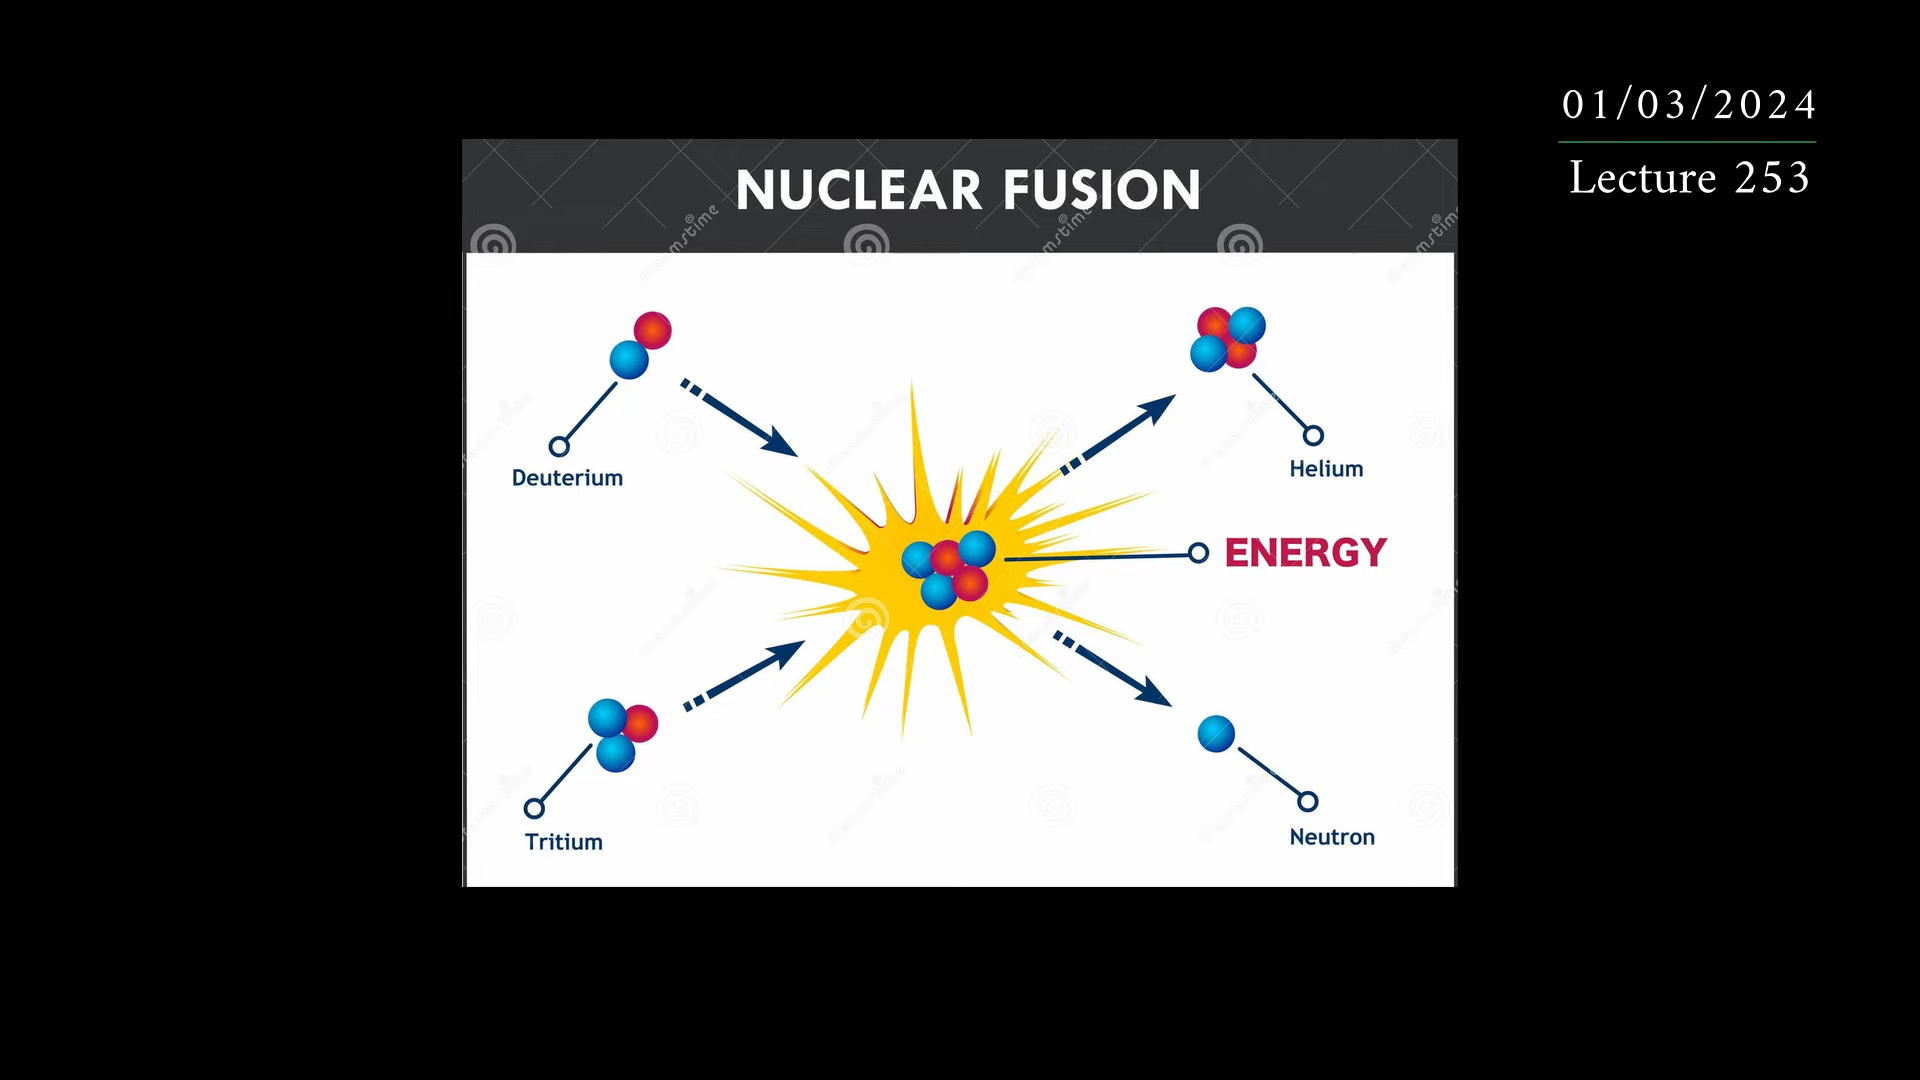 01/03/2024
Lecture 253
NUCLEAR FUSION
Deuterium
Helium
ENERGY
Tritium
Neutron